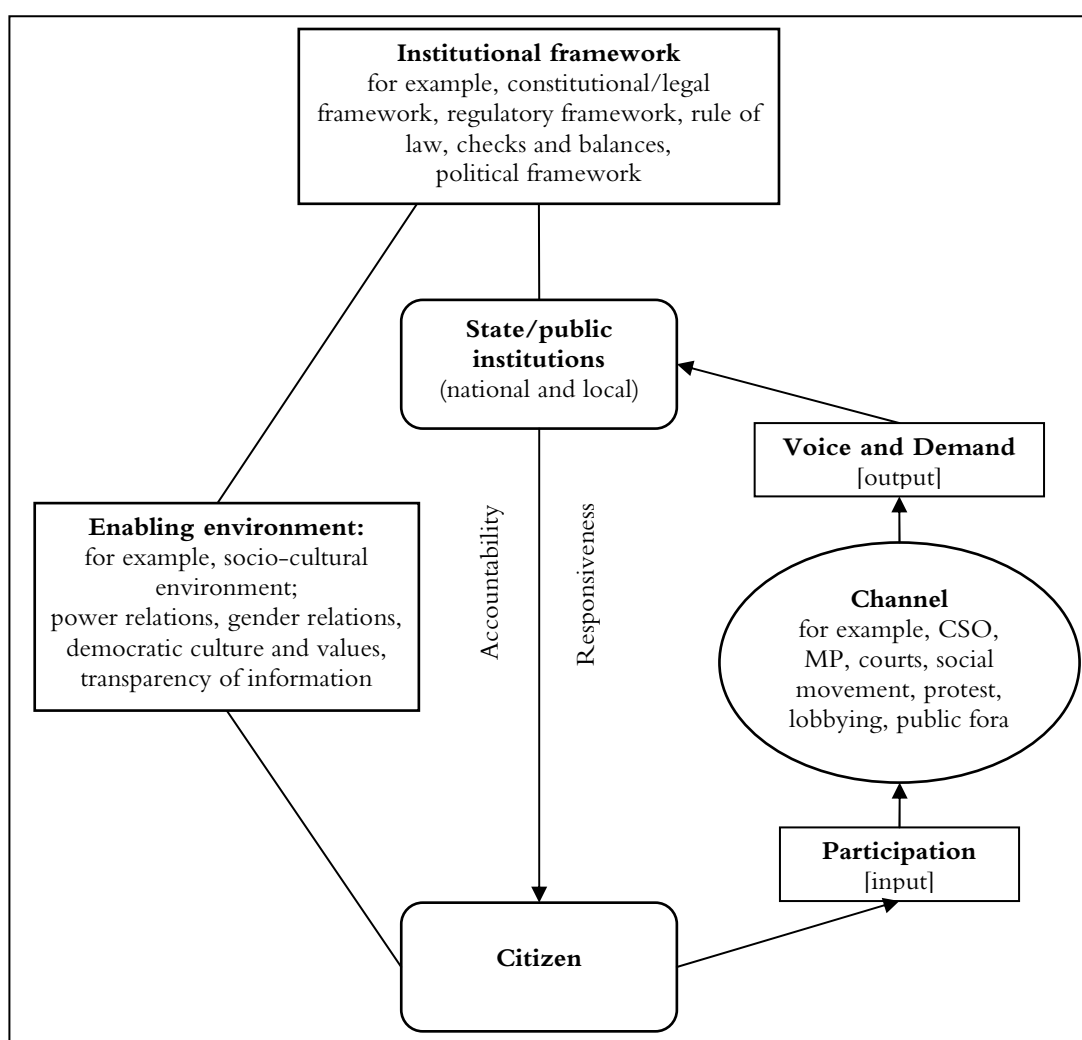 Institutional framework
for example, constitutional/legal
framework, regulatory framework, rule of
law, checks and balances,
political framework
State/public
institutions
(national and local)
Voice and Demand
[output]
Enabling environment:
for example, socio-cultural
environment;
power relations, gender relations,
democratic culture and values,
transparency of information
Accountability
Responsiveness
Channel
for example, CSO,
MP, courts, social
movement, protest,
lobbying, public fora
Participation
[input]
Citizen